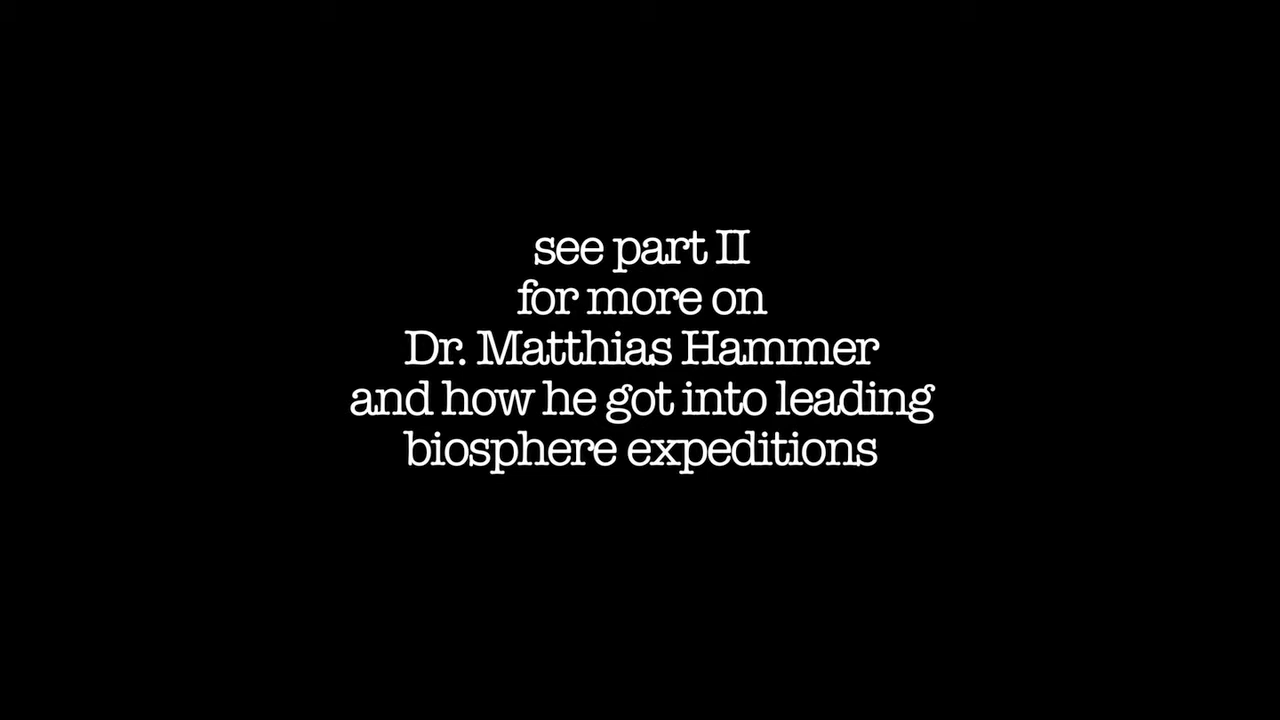 see part II
for more on
Dr. Matthias Hammer
and how he got into leading
biosphere expeditions